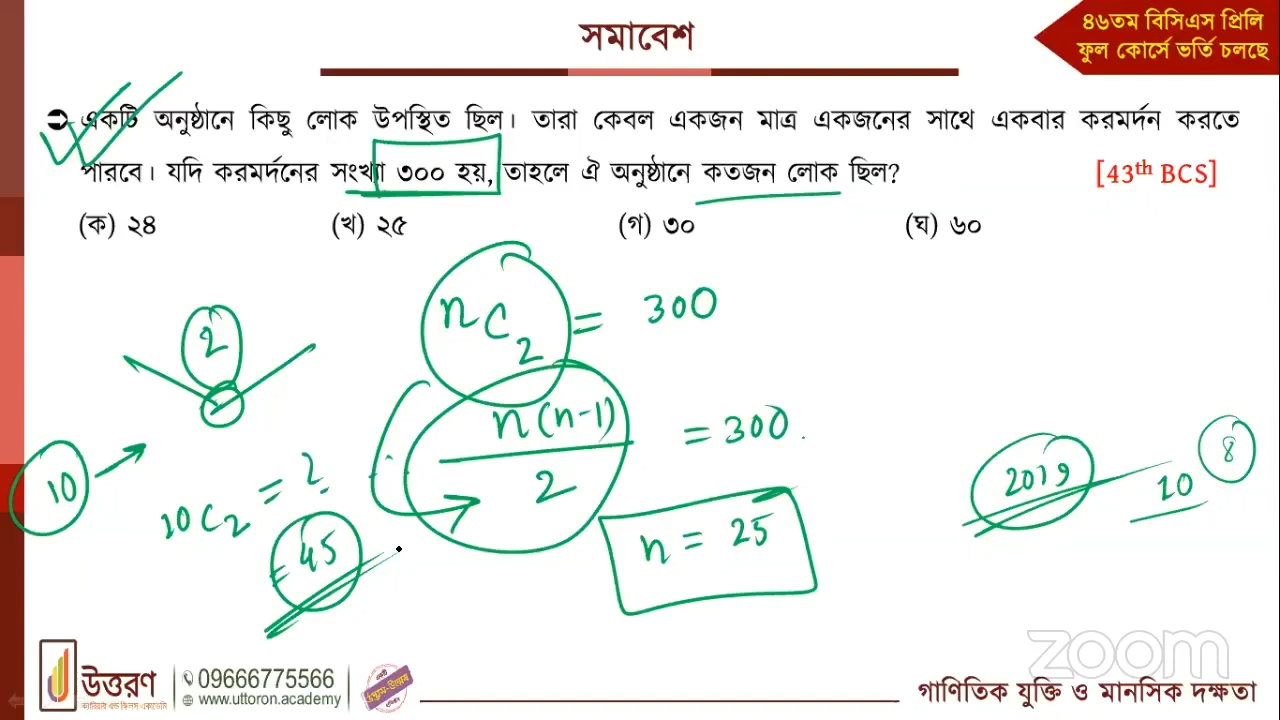 সমাবেশ
৪৬তম বিসিএস প্রিলি
ফুল কোর্সে ভর্তি চলছে
একটি অনুষ্ঠানে কিছু লোক উপস্থিত ছিল। তারা কেবল একজন মাত্র একজনের সাথে একবার করমর্দন করতে
পারবে। যদি করমর্দনের সংখ্যা ৩০০ হয়, তাহলে ঐ অনুষ্ঠানে কতজন লোক ছিল? [43th BCS]
(ক) ২৪ (খ) ২৫ (গ) ৩০ (ঘ) ৬০
nC2 = 300
2
n(n-1)/2 = 300
10
10C2 = ?
= 45
n = 25
2019
10
8
zoom
উত্তরণ
09666775566
www.uttoron.academy
গাণিতিক যুক্তি ও মানসিক দক্ষতা